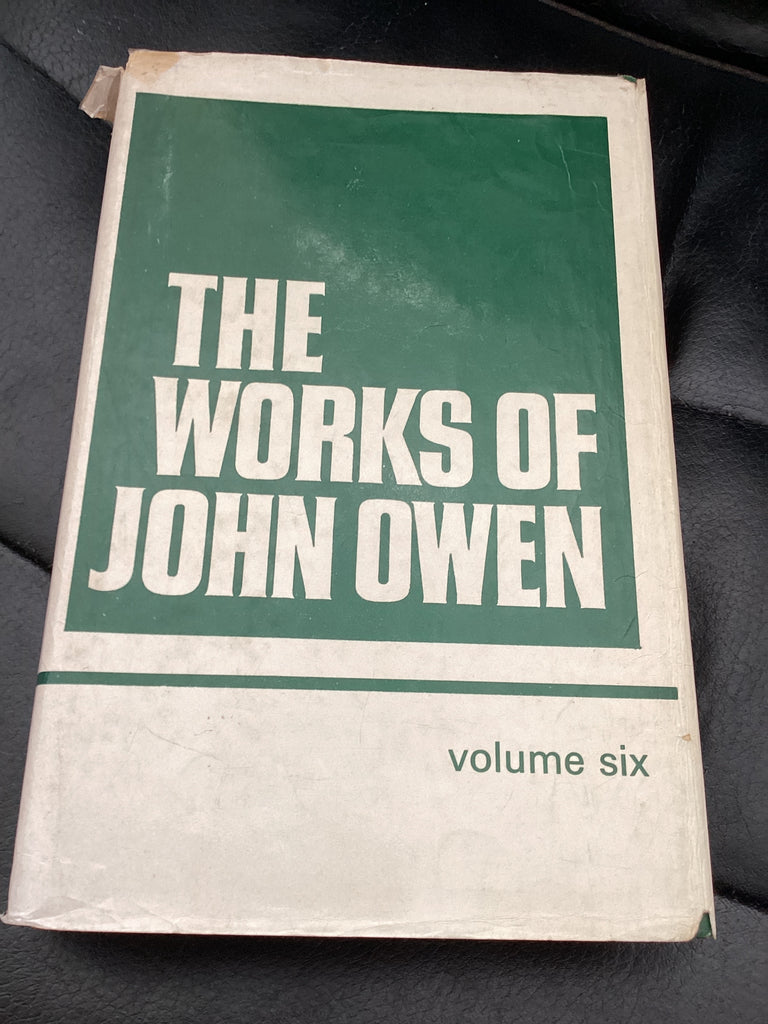 THE
WORKS OF
JOHN OWEN
volume six